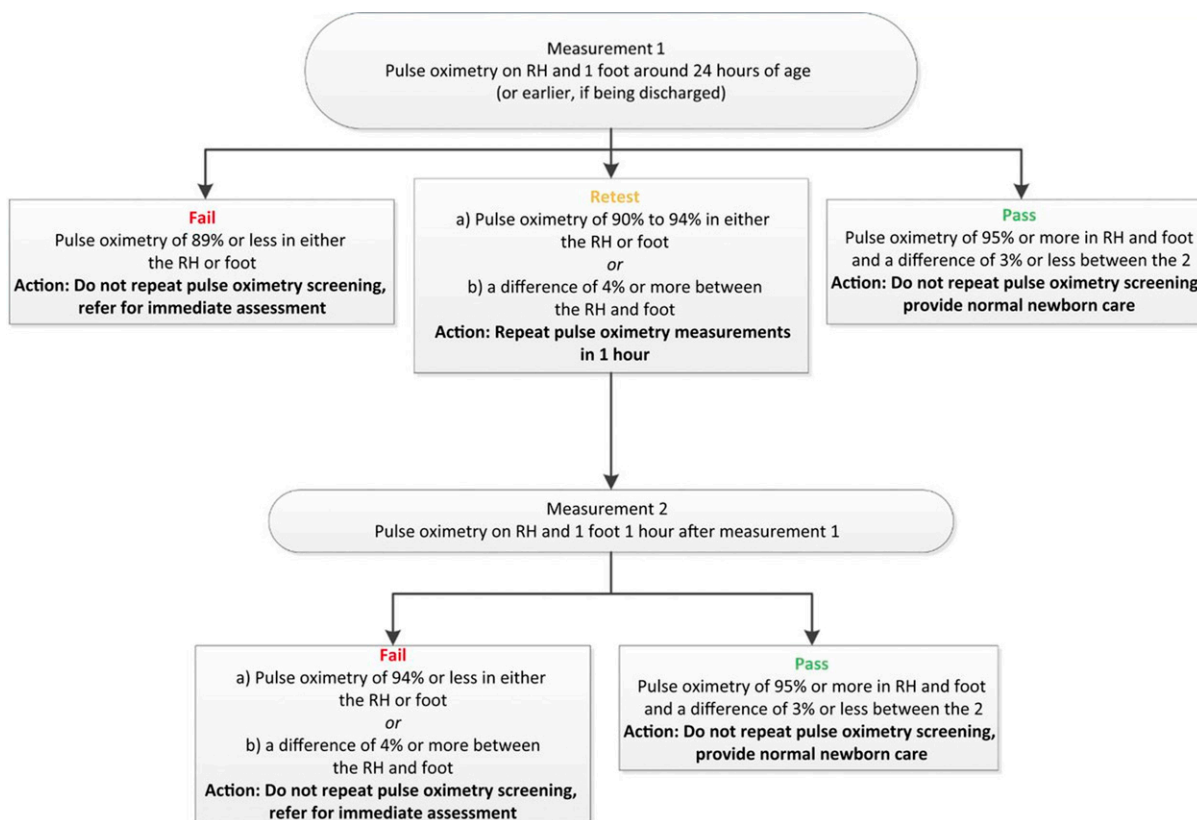 Measurement 1
Pulse oximetry on RH and 1 foot around 24 hours of age
(or earlier, if being discharged)
Fail
Pulse oximetry of 89% or less in either
the RH or foot
Action: Do not repeat pulse oximetry screening,
refer for immediate assessment
Retest
a) Pulse oximetry of 90% to 94% in either
the RH or foot
or
b) a difference of 4% or more between
the RH and foot
Action: Repeat pulse oximetry measurements
in 1 hour
Pass
Pulse oximetry of 95% or more in RH and foot
and a difference of 3% or less between the 2
Action: Do not repeat pulse oximetry screening,
provide normal newborn care
Measurement 2
Pulse oximetry on RH and 1 foot 1 hour after measurement 1
Fail
a) Pulse oximetry of 94% or less in either
the RH or foot
or
b) a difference of 4% or more between
the RH and foot
Action: Do not repeat pulse oximetry screening,
refer for immediate assessment
Pass
Pulse oximetry of 95% or more in RH and foot
and a difference of 3% or less between the 2
Action: Do not repeat pulse oximetry screening,
provide normal newborn care